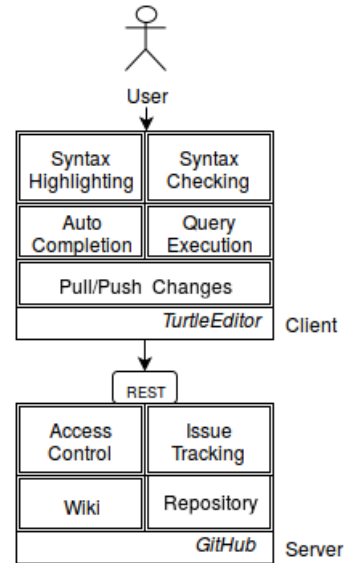 User
Syntax
Highlighting
Syntax
Checking
Auto
Completion
Query
Execution
Pull/Push Changes
TurtleEditor
Client
REST
Access
Control
Issue
Tracking
Wiki
Repository
GitHub
Server